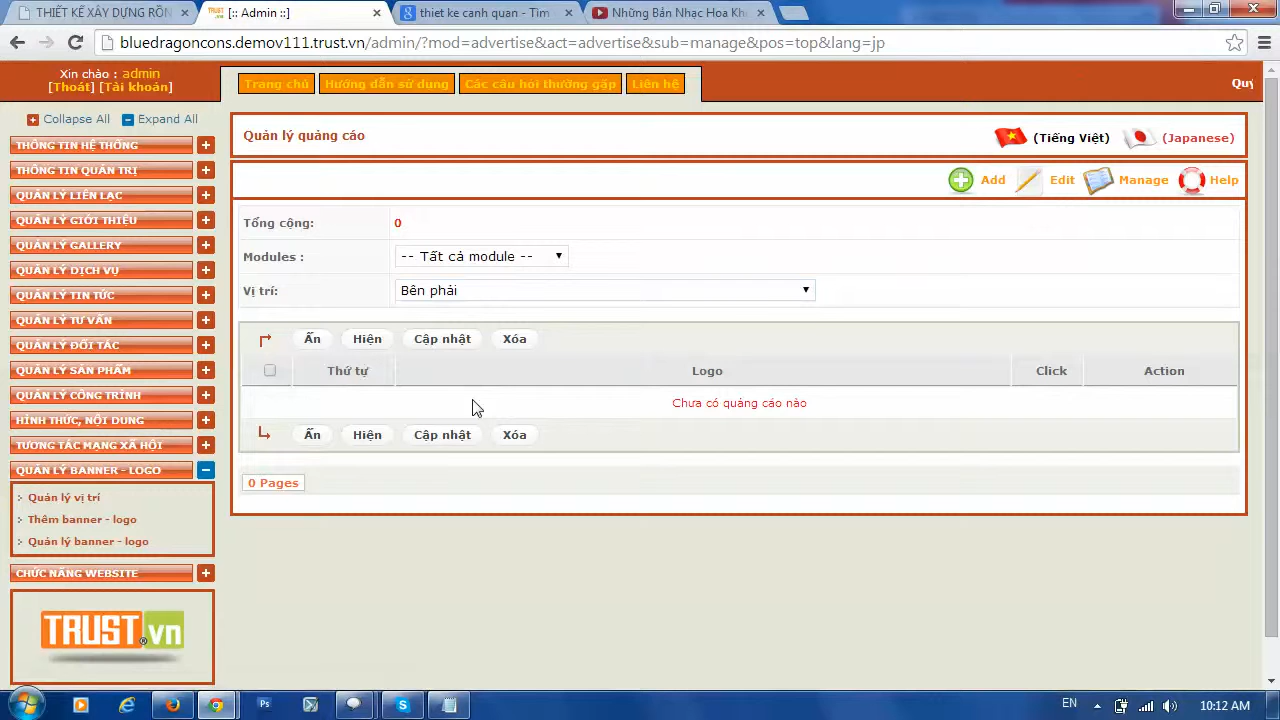 THIẾT KẾ XÂY DỰNG RỒN
[:: Admin ::]
thiet ke canh quan - Tìm
Những Bản Nhạc Hoa Kh
bluedragoncons.demov111.trust.vn/admin/?mod=advertise&act=advertise&sub=manage&pos=top&lang=jp
Xin chào : admin
[Thoát] [Tài khoản]
Trang chủ
Hướng dẫn sử dụng
Các câu hỏi thường gặp
Liên hệ
Quý
Collapse All
Expand All
THÔNG TIN HỆ THỐNG
THÔNG TIN QUẢN TRỊ
QUẢN LÝ LIÊN LẠC
QUẢN LÝ GIỚI THIỆU
QUẢN LÝ GALLERY
QUẢN LÝ DỊCH VỤ
QUẢN LÝ TIN TỨC
QUẢN LÝ TƯ VẤN
QUẢN LÝ ĐỐI TÁC
QUẢN LÝ SẢN PHẨM
QUẢN LÝ CÔNG TRÌNH
HÌNH THỨC, NỘI DUNG
TƯƠNG TÁC MẠNG XÃ HỘI
QUẢN LÝ BANNER - LOGO
Quản lý vị trí
Thêm banner - logo
Quản lý banner - logo
CHỨC NĂNG WEBSITE
TRUST®.vn
Quản lý quảng cáo
(Tiếng Việt)
(Japanese)
Add
Edit
Manage
Help
Tổng cộng: 0
Modules : -- Tất cả module --
Vị trí: Bên phải
Ẩn Hiện Cập nhật Xóa
Thứ tự Logo Click Action
Chưa có quảng cáo nào
Ẩn Hiện Cập nhật Xóa
0 Pages
EN
10:12 AM